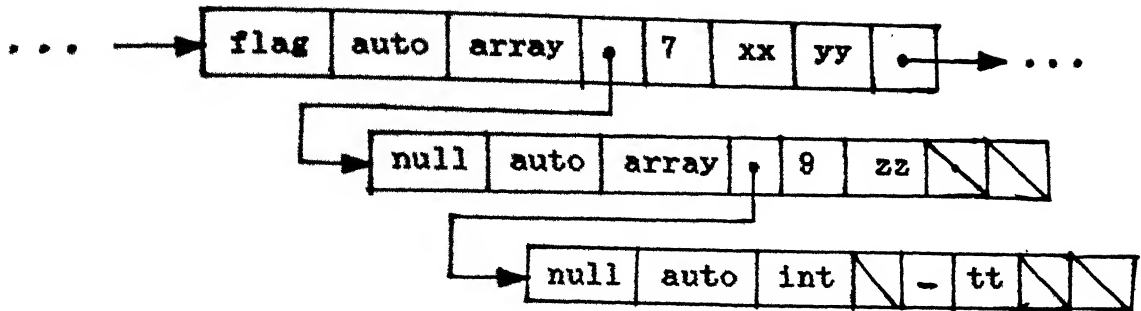 ... flag auto array 7 xx yy ...
null auto array 9 zz
null auto int - tt